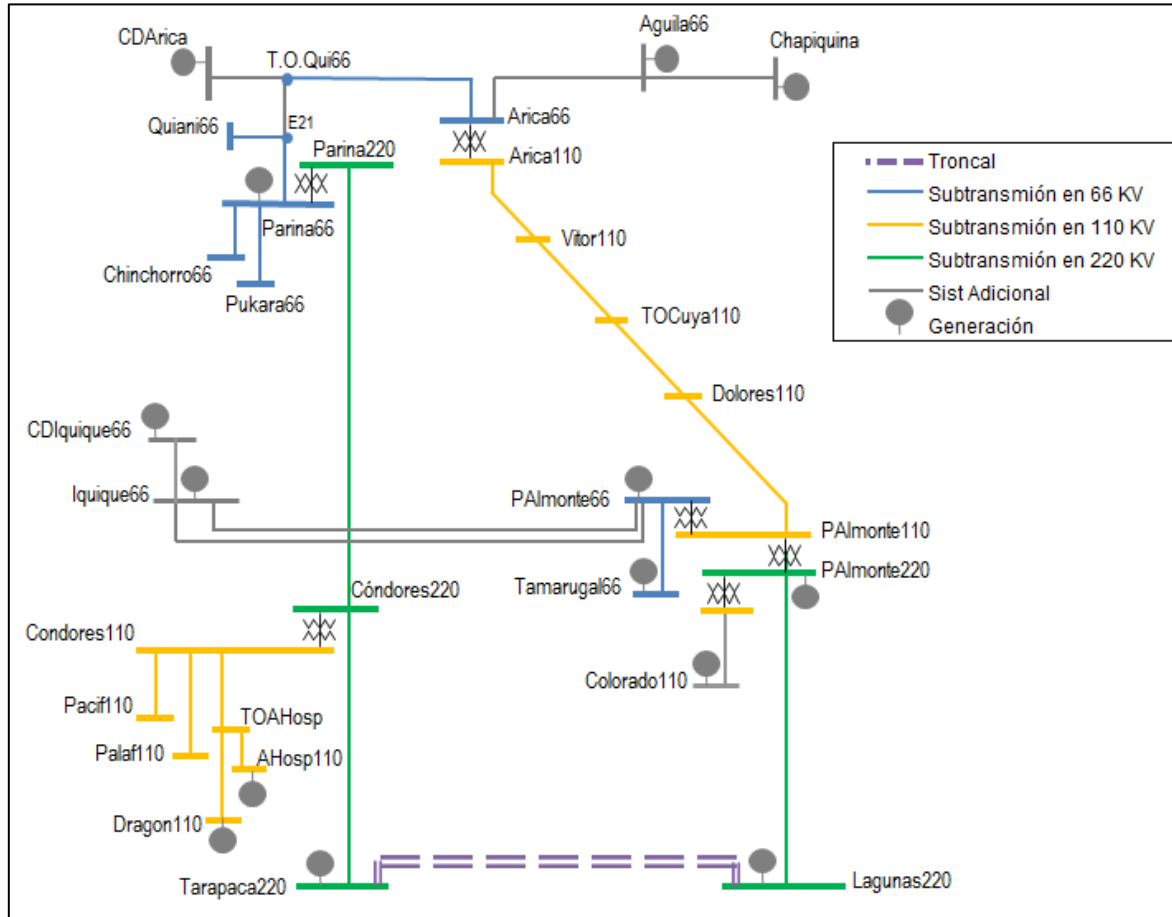 CDArica
T.O.Qui66
Aguila66
Chapiquina
Quiani66
E21
Arica66
Parina220
Arica110
Troncal
Subtransmión en 66 KV
Subtransmión en 110 KV
Subtransmión en 220 KV
Sist Adicional
Generación
Parina66
Vitor110
Chinchorro66
Pukara66
TOCuya110
Dolores110
CDIquique66
Iquique66
PAlmonte66
PAlmonte110
PAlmonte220
Tamarugal66
Cóndores220
Condores110
Colorado110
Pacif110
TOAHosp
Palaf110
AHosp110
Dragon110
Tarapaca220
Lagunas220